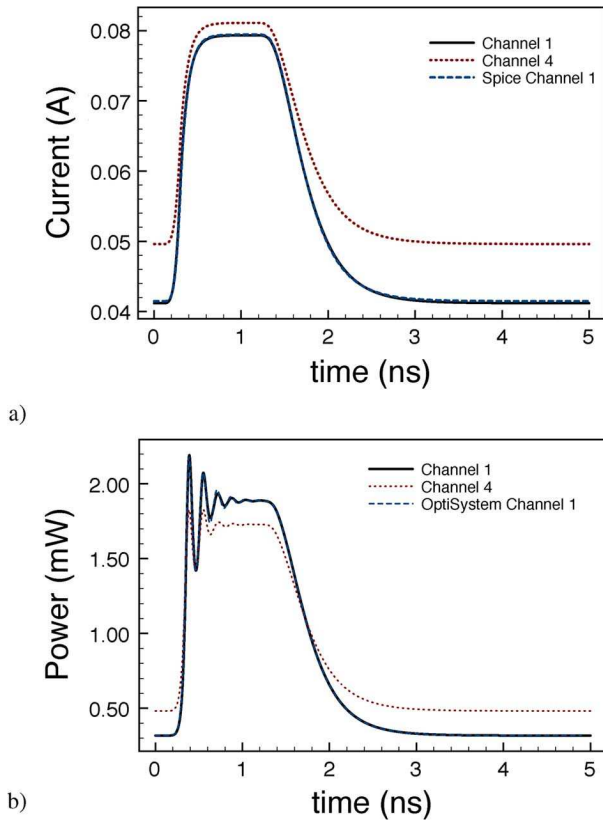 0.08
0.07
0.06
0.05
0.04
Current (A)
Channel 1
Channel 4
Spice Channel 1
0
1
2
3
4
5
time (ns)
a)
2.00
1.50
1.00
0.50
Power (mW)
Channel 1
Channel 4
OptiSystem Channel 1
0
1
2
3
4
5
time (ns)
b)